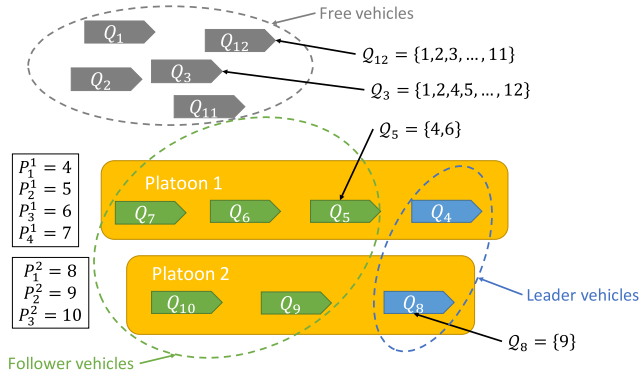 Free vehicles
Q₁
Q₁₂
𝒬₁₂ = {1,2,3, … , 11}
Q₂
Q₃
𝒬₃ = {1,2,4,5, … , 12}
Q₁₁
𝒬₅ = {4,6}
P₁¹ = 4
P₂¹ = 5
P₃¹ = 6
P₄¹ = 7
Platoon 1
Q₇
Q₆
Q₅
Q₄
P₁² = 8
P₂² = 9
P₃² = 10
Platoon 2
Q₁₀
Q₉
Q₈
Leader vehicles
𝒬₈ = {9}
Follower vehicles